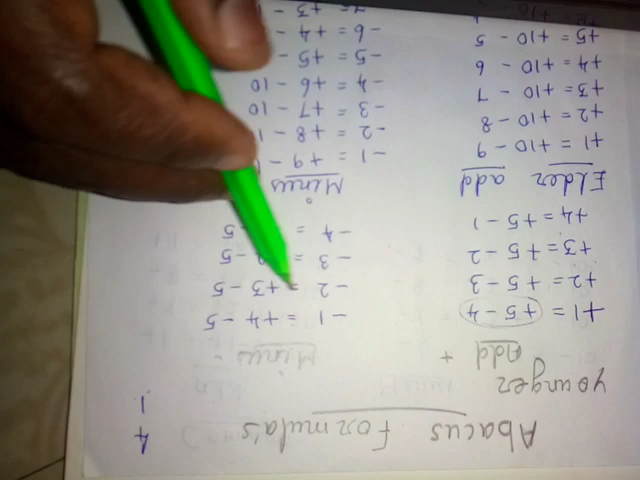 Abacus Formula's 4
younger 1
Add + Minus -
+1 = +5 - 4 -1 = +4 - 5
+2 = +5 - 3 -2 = +3 - 5
+3 = +5 - 2 -3 = - 5
+4 = +5 - 1 -4 = - 5
Elder add Minus
+1 = +10 - 9 -1 = +9 -
+2 = +10 - 8 -2 = +8 -
+3 = +10 - 7 -3 = +7 - 10
+4 = +10 - 6 -4 = +6 - 10
+5 = +10 - 5 -5 = +5 -
-6 = +4 -